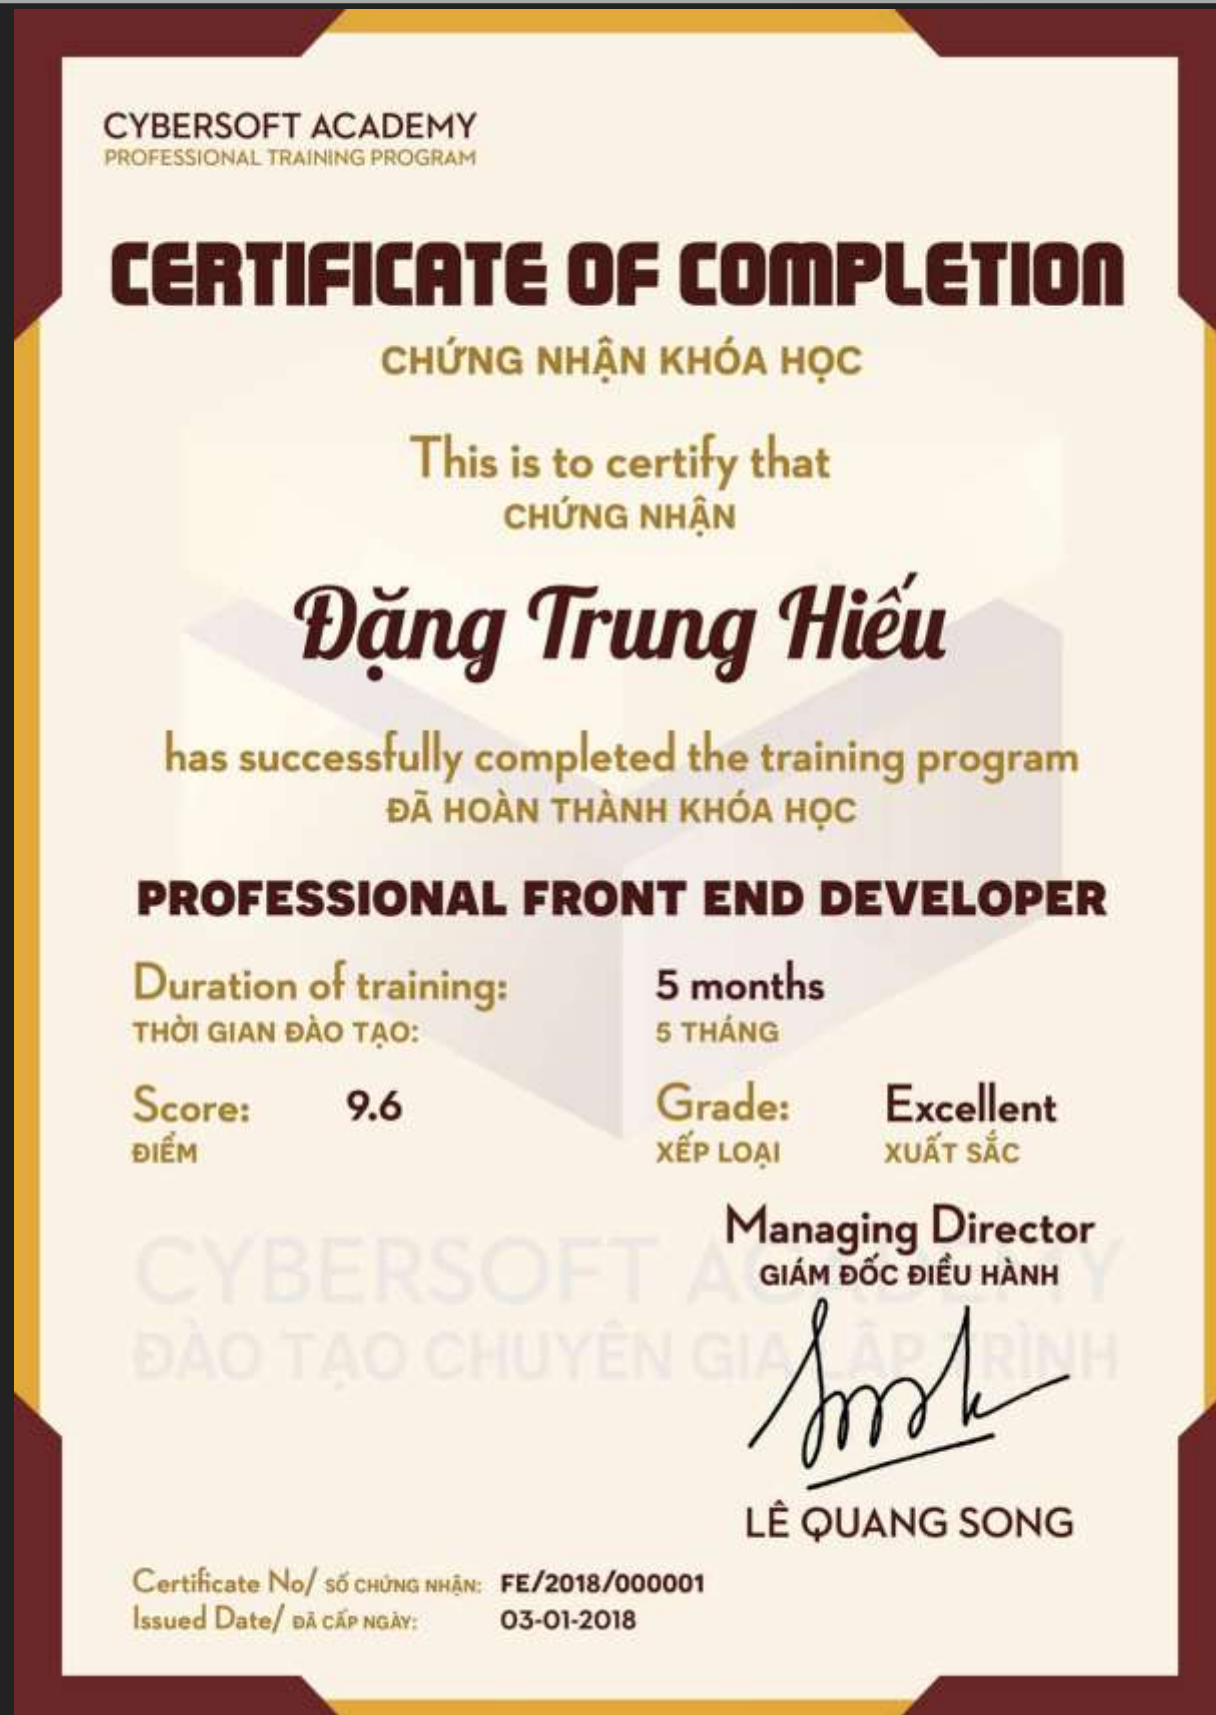 CYBERSOFT ACADEMY
PROFESSIONAL TRAINING PROGRAM
CERTIFICATE OF COMPLETION
CHỨNG NHẬN KHÓA HỌC
This is to certify that
CHỨNG NHẬN
Đặng Trung Hiếu
has successfully completed the training program
ĐÃ HOÀN THÀNH KHÓA HỌC
PROFESSIONAL FRONT END DEVELOPER
Duration of training: 5 months
THỜI GIAN ĐÀO TẠO: 5 THÁNG
Score: 9.6 Grade: Excellent
ĐIỂM XẾP LOẠI XUẤT SẮC
Managing Director
GIÁM ĐỐC ĐIỀU HÀNH
CYBERSOFT ACADEMY
ĐÀO TẠO CHUYÊN GIA LẬP TRÌNH
LÊ QUANG SONG
Certificate No/ SỐ CHỨNG NHẬN: FE/2018/000001
Issued Date/ ĐÃ CẤP NGÀY: 03-01-2018